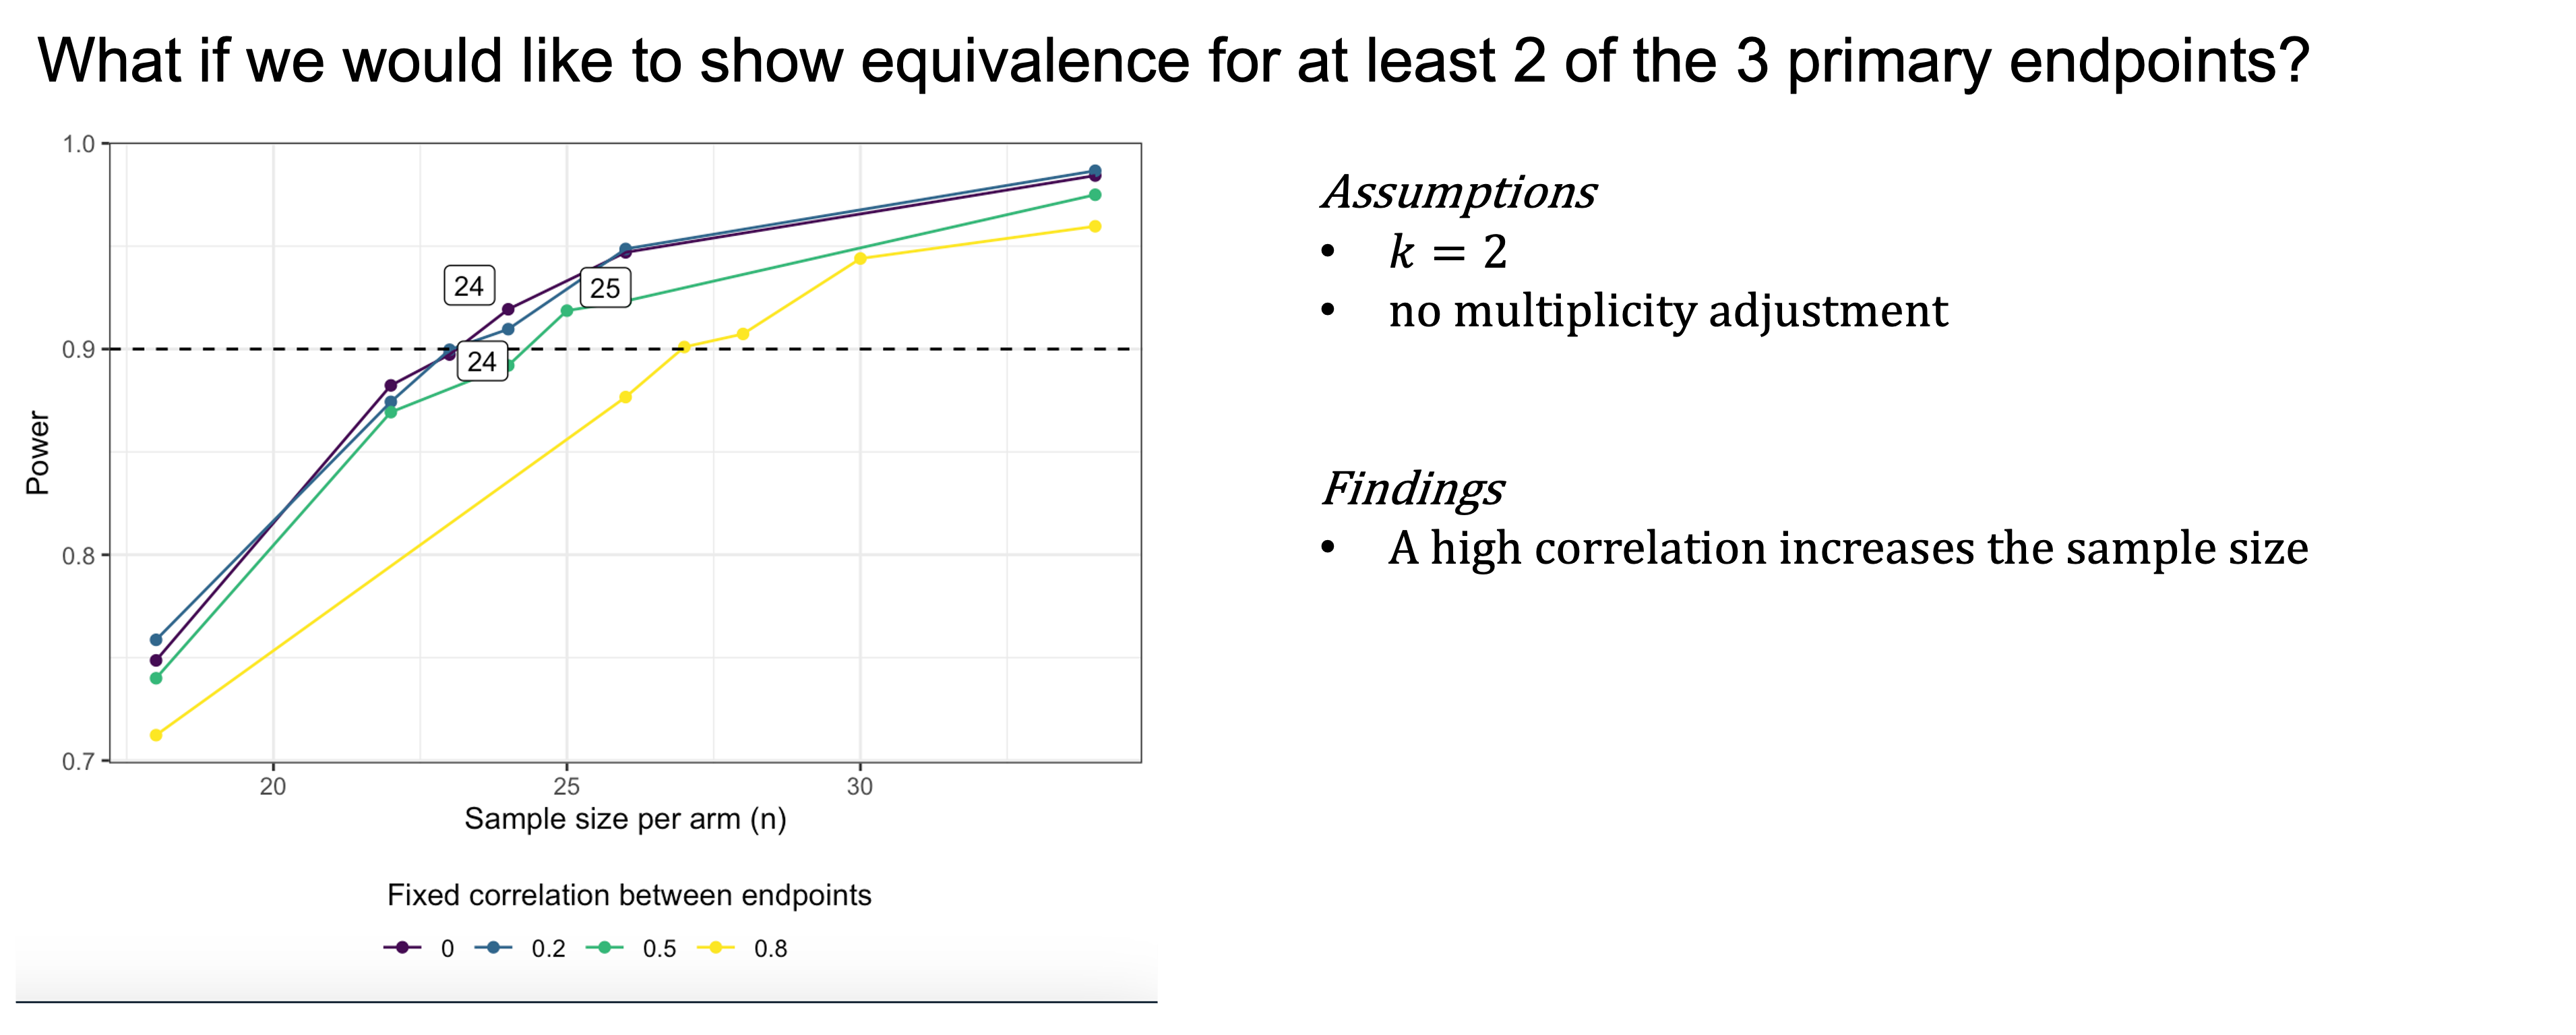 What if we would like to show equivalence for at least 2 of the 3 primary endpoints?
1.0
0.9
0.8
0.7
Power
24
25
24
20 25 30
Sample size per arm (n)
Fixed correlation between endpoints
0 0.2 0.5 0.8
Assumptions
• k = 2
• no multiplicity adjustment
Findings
• A high correlation increases the sample size